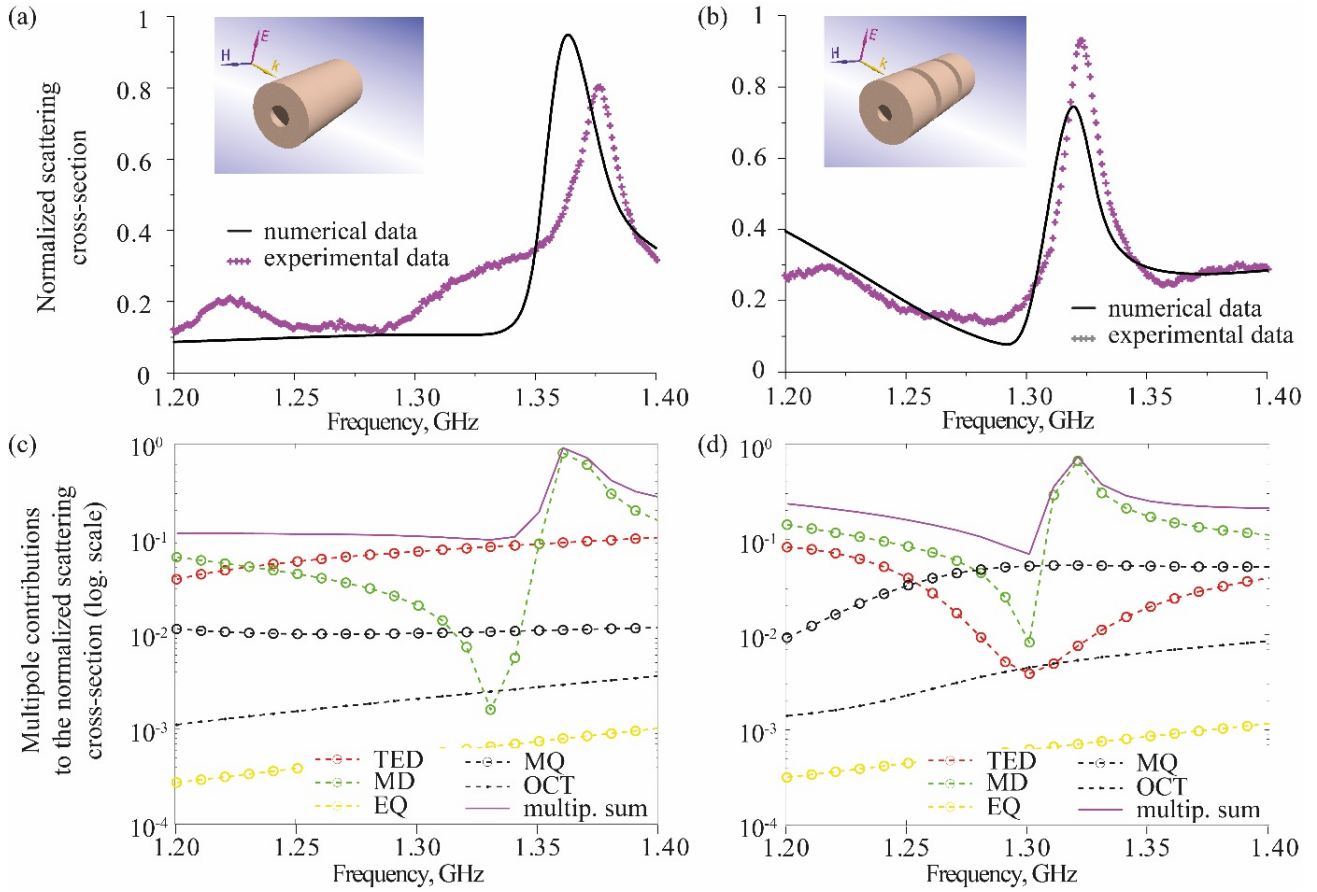 (a)
1
0.8
0.6
0.4
0.2
0
E
H
k
numerical data
experimental data
1.20
1.25
1.30
1.35
1.40
Frequency, GHz
Normalized scattering
cross-section
(b)
1
0.8
0.6
0.4
0.2
0
E
H
k
numerical data
experimental data
1.20
1.25
1.30
1.35
1.40
Frequency, GHz
(c)
10^0
10^-1
10^-2
10^-3
10^-4
Multipole contributions
to the normalized scattering
cross-section (log. scale)
TED
MD
EQ
MQ
OCT
multip. sum
1.20
1.25
1.30
1.35
1.40
Frequency, GHz
(d)
10^0
10^-1
10^-2
10^-3
10^-4
TED
MD
EQ
MQ
OCT
multip. sum
1.20
1.25
1.30
1.35
1.40
Frequency, GHz